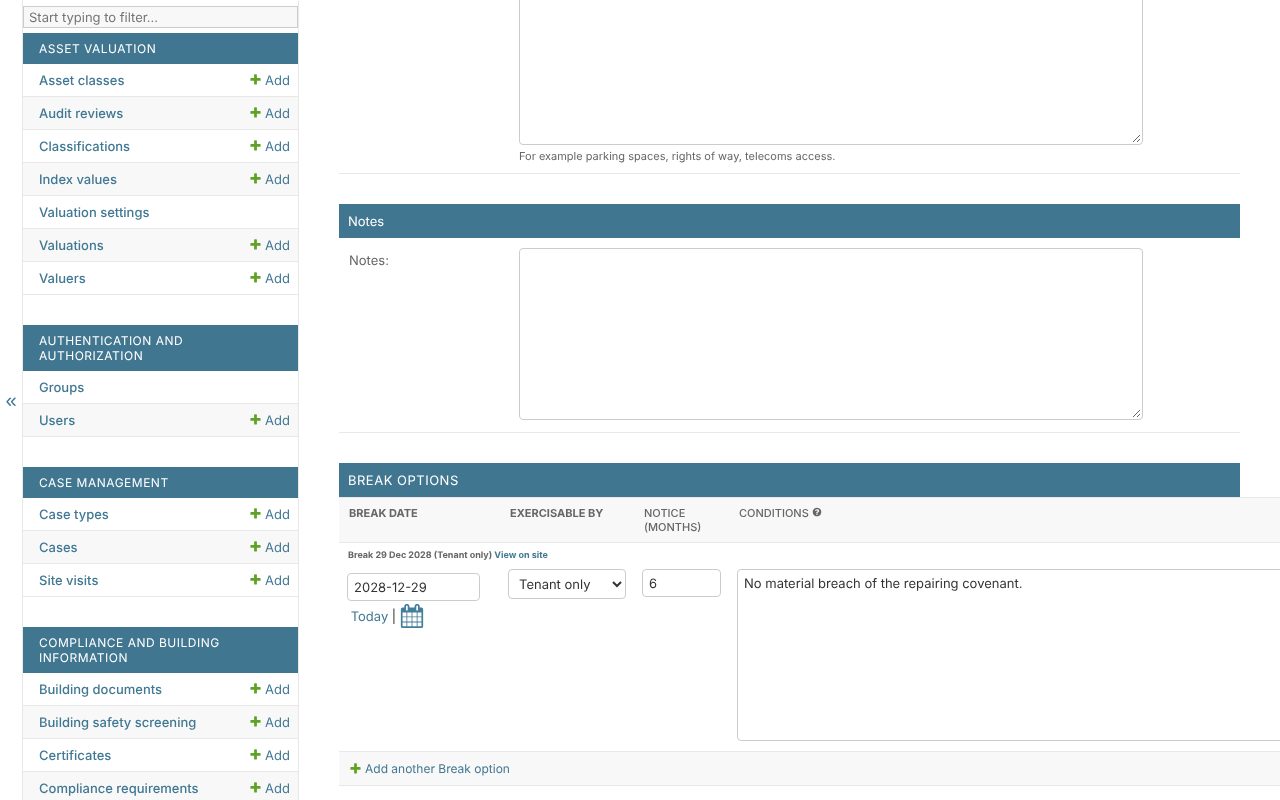 Start typing to filter...
ASSET VALUATION
Asset classes Add
Audit reviews Add
Classifications Add
Index values Add
Valuation settings
Valuations Add
Valuers Add
AUTHENTICATION AND
AUTHORIZATION
Groups
Users Add
CASE MANAGEMENT
Case types Add
Cases Add
Site visits Add
COMPLIANCE AND BUILDING
INFORMATION
Building documents Add
Building safety screening Add
Certificates Add
Compliance requirements Add
«
For example parking spaces, rights of way, telecoms access.
Notes
Notes:
BREAK OPTIONS
BREAK DATE EXERCISABLE BY NOTICE (MONTHS) CONDITIONS ?
Break 29 Dec 2028 (Tenant only) View on site
2028-12-29 Tenant only 6 No material breach of the repairing covenant.
Today |
Add another Break option